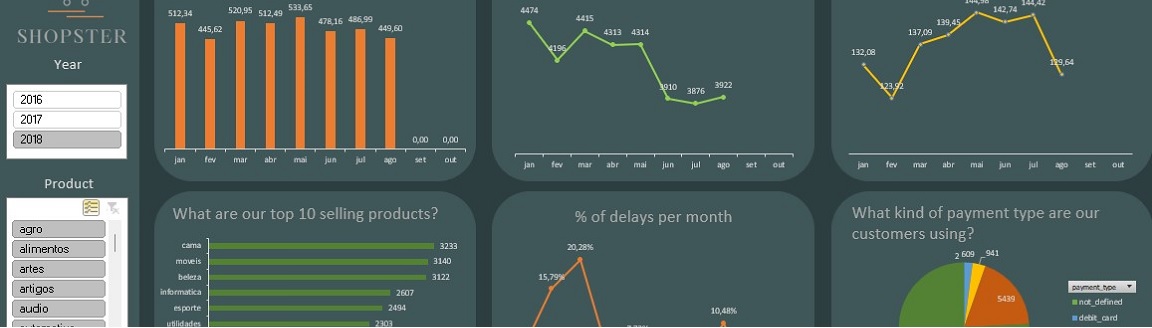 SHOPSTER
Year
2016
2017
2018
Product
agro
alimentos
artes
artigos
audio
512,34 445,62 520,95 512,49 533,65 478,16 486,99 449,60 0,00 0,00
jan fev mar abr mai jun jul ago set out
4474 4196 4415 4313 4314 3910 3876 3922
jan fev mar abr mai jun jul ago set out
132,08 123,92 137,09 139,45 144,98 142,74 144,42 129,64
jan fev mar abr mai jun jul ago set out
What are our top 10 selling products?
cama 3233
moveis 3140
beleza 3122
informatica 2607
esporte 2494
utilidades 2303
% of delays per month
15,79% 20,28% 10,48%
What kind of payment type are our
customers using?
2 609 941
5439
payment_type
not_defined
debit_card